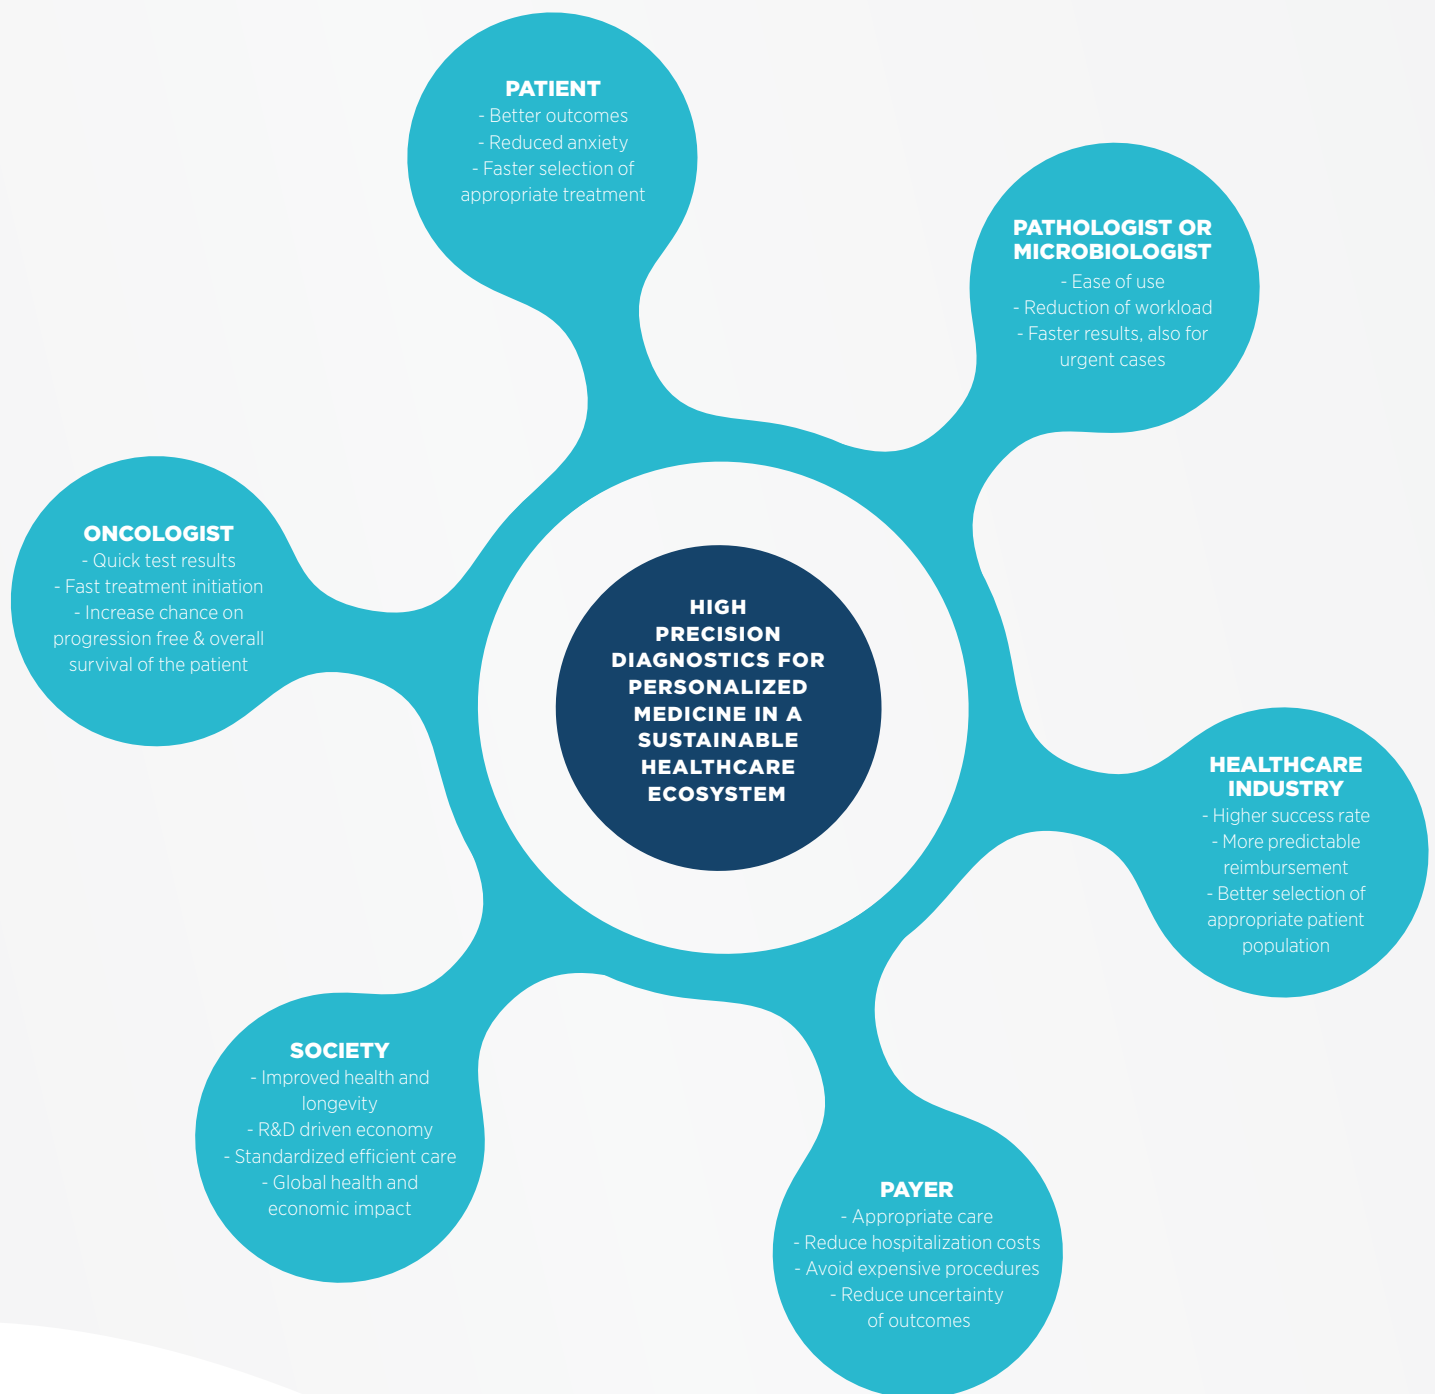 PATIENT
- Better outcomes
- Reduced anxiety
- Faster selection of
appropriate treatment
PATHOLOGIST OR
MICROBIOLOGIST
- Ease of use
- Reduction of workload
- Faster results, also for
urgent cases
ONCOLOGIST
- Quick test results
- Fast treatment initiation
- Increase chance on
progression free & overall
survival of the patient
HIGH
PRECISION
DIAGNOSTICS FOR
PERSONALIZED
MEDICINE IN A
SUSTAINABLE
HEALTHCARE
ECOSYSTEM
HEALTHCARE
INDUSTRY
- Higher success rate
- More predictable
reimbursement
- Better selection of
appropriate patient
population
SOCIETY
- Improved health and
longevity
- R&D driven economy
- Standardized efficient care
- Global health and
economic impact
PAYER
- Appropriate care
- Reduce hospitalization costs
- Avoid expensive procedures
- Reduce uncertainty
of outcomes